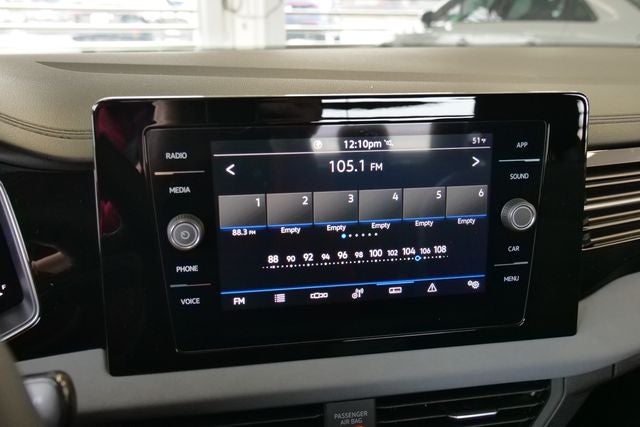 12:10pm 51°F
RADIO
MEDIA
PHONE
VOICE
APP
SOUND
CAR
MENU
< 105.1 FM >
1 2 3 4 5 6
88.3 FM Empty Empty Empty Empty Empty
88 90 92 94 96 98 100 102 104 106 108
FM
PASSENGER
AIR BAG
F